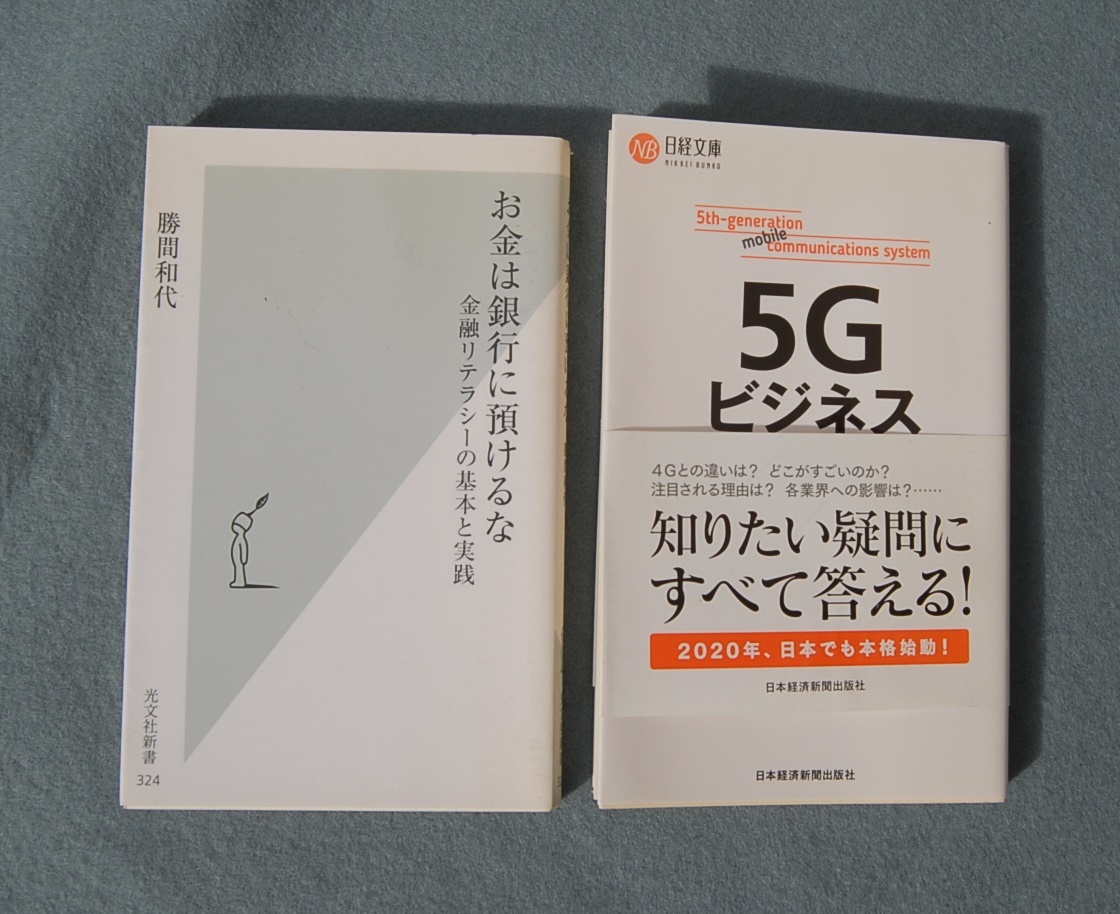 お金は銀行に預けるな
金融リテラシーの基本と実践
勝間和代
光文社新書
324
NB
日経文庫
NIKKEI BUNKO
5th-generation
mobile
communications system
5G
ビジネス
4Gとの違いは? どこがすごいのか?
注目される理由は? 各業界への影響は?……
知りたい疑問に
すべて答える!
2020年、日本でも本格始動!
日本経済新聞出版社
日本経済新聞出版社